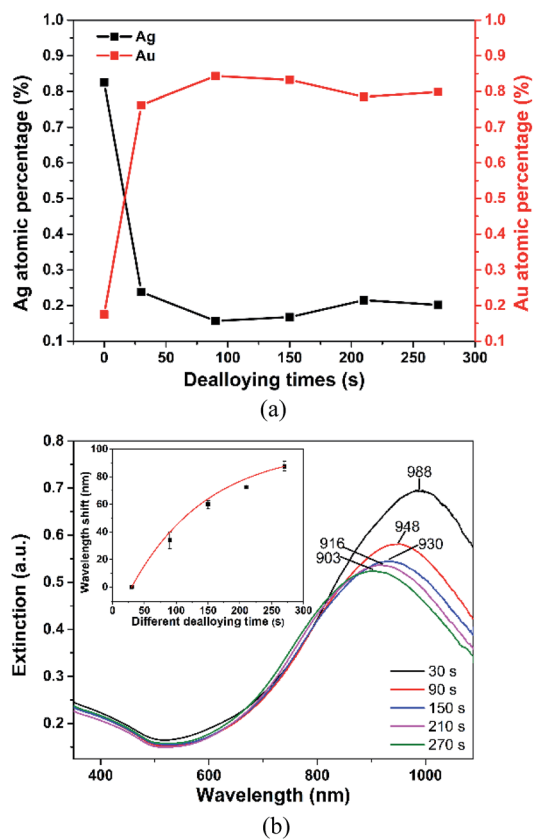 Ag
Au
Ag atomic percentage (%)
1.0
0.9
0.8
0.7
0.6
0.5
0.4
0.3
0.2
0.1
Au atomic percentage (%)
1.0
0.9
0.8
0.7
0.6
0.5
0.4
0.3
0.2
0.1
0 50 100 150 200 250 300
Dealloying times (s)
(a)
Extinction (a.u.)
0.8
0.7
0.6
0.5
0.4
0.3
0.2
Wavelength shift (nm)
100
80
60
40
20
0
0 50 100 150 200 250 300
Different dealloying time (s)
988
948
916
930
903
30 s
90 s
150 s
210 s
270 s
400 600 800 1000
Wavelength (nm)
(b)